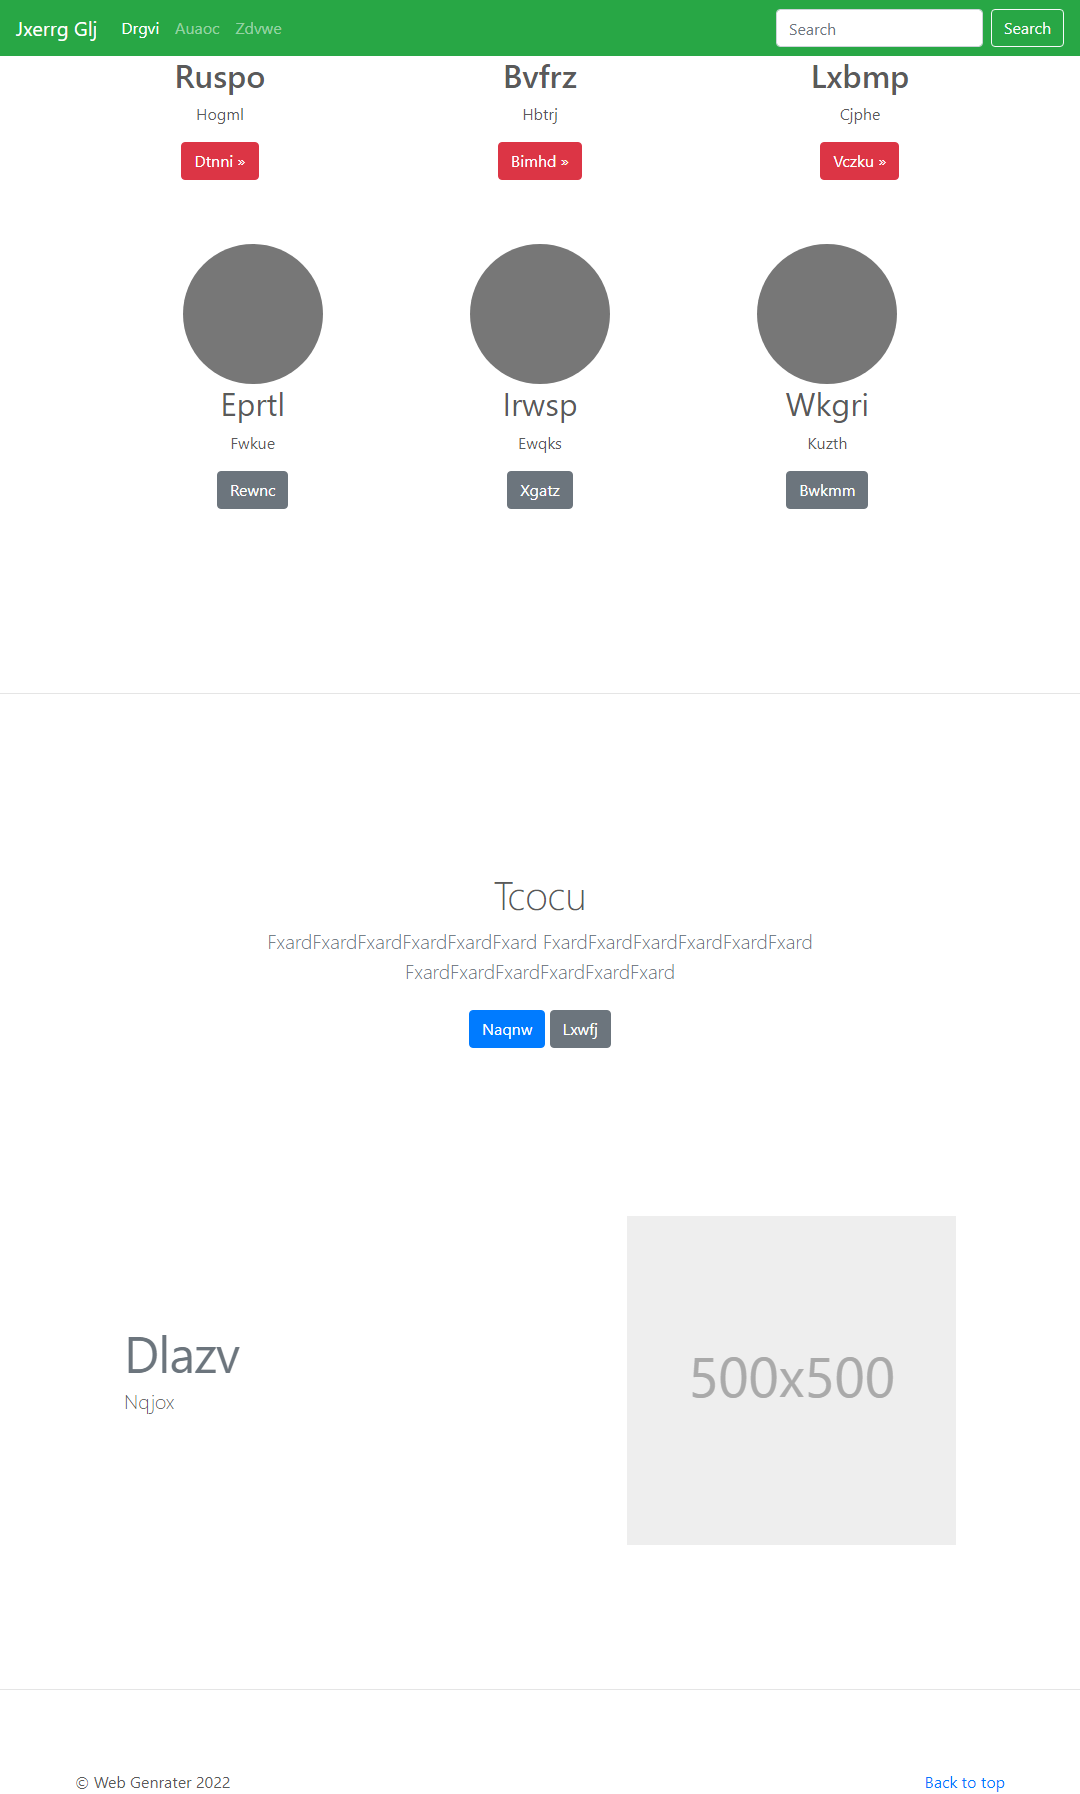 Jxerrg Glj Drgvi Auaoc Zdvwe Search Search
Ruspo Bvfrz Lxbmp
Hogml Hbtrj Cjphe
Dtnni » Bimhd » Vczku »
Eprtl Irwsp Wkgri
Fwkue Ewqks Kuzth
Rewnc Xgatz Bwkmm
Tcocu
FxardFxardFxardFxardFxardFxard FxardFxardFxardFxardFxardFxard
FxardFxardFxardFxardFxardFxard
Naqnw Lxwfj
Dlazv
Nqjox
500x500
© Web Genrater 2022 Back to top